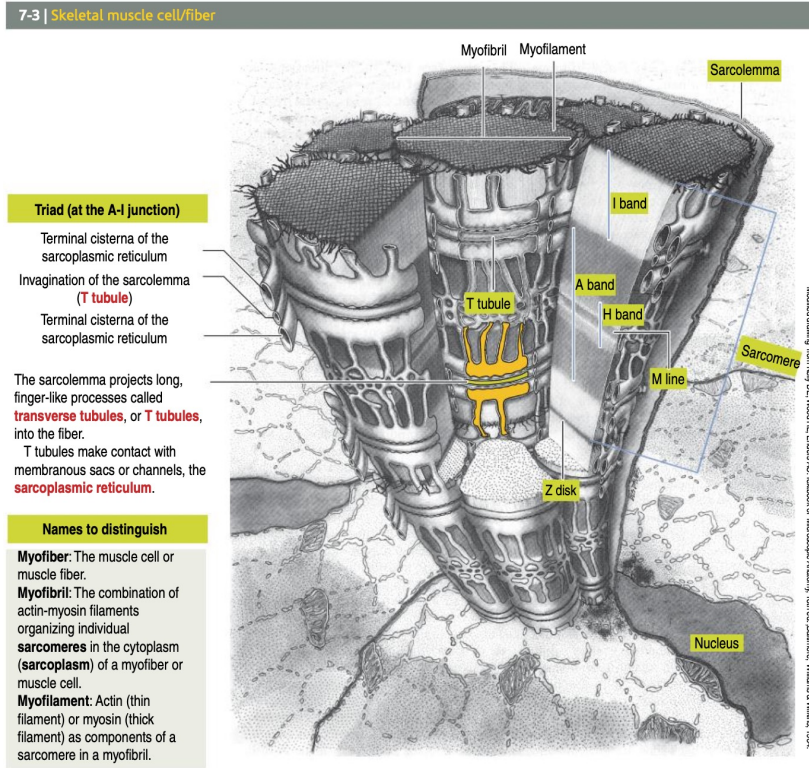 7-3 | Skeletal muscle cell/fiber
Myofibril Myofilament
Sarcolemma
Triad (at the A-I junction)
Terminal cisterna of the
sarcoplasmic reticulum
Invagination of the sarcolemma
(T tubule)
Terminal cisterna of the
sarcoplasmic reticulum
I band
A band
T tubule
H band
Sarcomere
M line
The sarcolemma projects long,
finger-like processes called
transverse tubules, or T tubules,
into the fiber.
T tubules make contact with
membranous sacs or channels, the
sarcoplasmic reticulum.
Z disk
Names to distinguish
Myofiber: The muscle cell or
muscle fiber.
Myofibril: The combination of
actin-myosin filaments
organizing individual
sarcomeres in the cytoplasm
(sarcoplasm) of a myofiber or
muscle cell.
Myofilament: Actin (thin
filament) or myosin (thick
filament) as components of a
sarcomere in a myofibril.
Nucleus